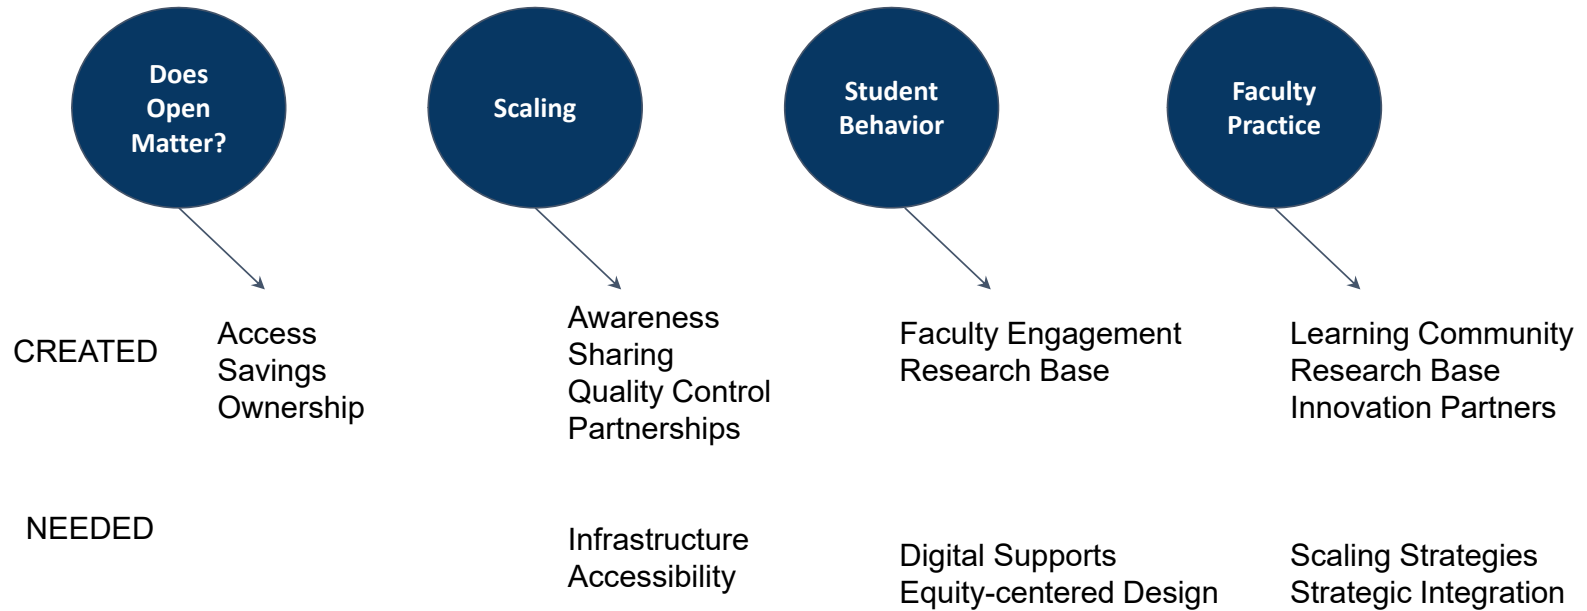 Does
Open
Matter?
Scaling
Student
Behavior
Faculty
Practice
CREATED
Access
Savings
Ownership
Awareness
Sharing
Quality Control
Partnerships
Faculty Engagement
Research Base
Learning Community
Research Base
Innovation Partners
NEEDED
Infrastructure
Accessibility
Digital Supports
Equity-centered Design
Scaling Strategies
Strategic Integration